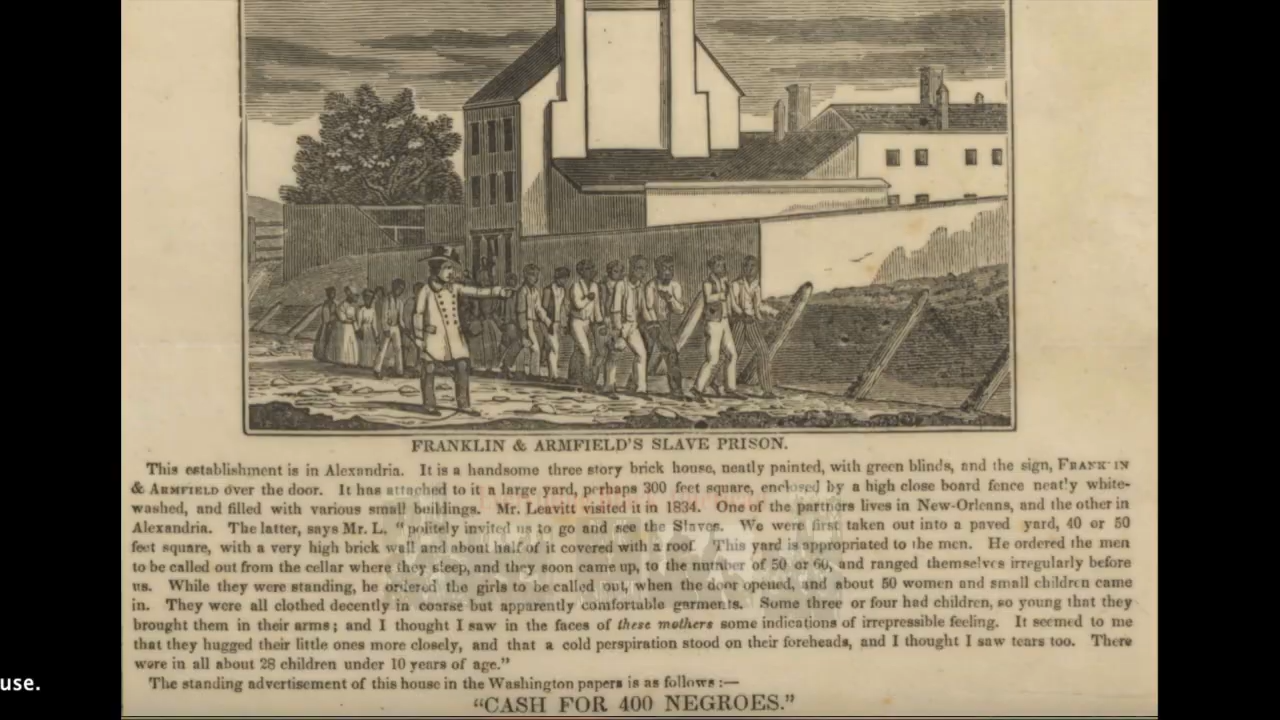 FRANKLIN & ARMFIELD'S SLAVE PRISON.
This establishment is in Alexandria. It is a handsome three story brick house, neatly painted, with green blinds, and the sign, FRANK IN
& ARMFIELD over the door. It has attached to it a large yard, perhaps 300 feet square, enclosed by a high close board fence neatly white-
washed, and filled with various small buildings. Mr. Leavitt visited it in 1834. One of the partners lives in New-Orleans, and the other in
Alexandria. The latter, says Mr. L. "politely invited us to go and see the Slaves. We were first taken out into a paved yard, 40 or 50
feet square, with a very high brick wall and about half of it covered with a roof. This yard is appropriated to the men. He ordered the men
to be called out from the cellar where they sleep, and they soon came up, to the number of 50 or 60, and ranged themselves irregularly before
us. While they were standing, he ordered the girls to be called out, when the door opened, and about 50 women and small children came
in. They were all clothed decently in coarse but apparently comfortable garments. Some three or four had children, so young that they
brought them in their arms; and I thought I saw in the faces of these mothers some indications of irrepressible feeling. It seemed to me
that they hugged their little ones more closely, and that a cold perspiration stood on their foreheads, and I thought I saw tears too. There
were in all about 28 children under 10 years of age."
use.
The standing advertisement of this house in the Washington papers is as follows :—
"CASH FOR 400 NEGROES."